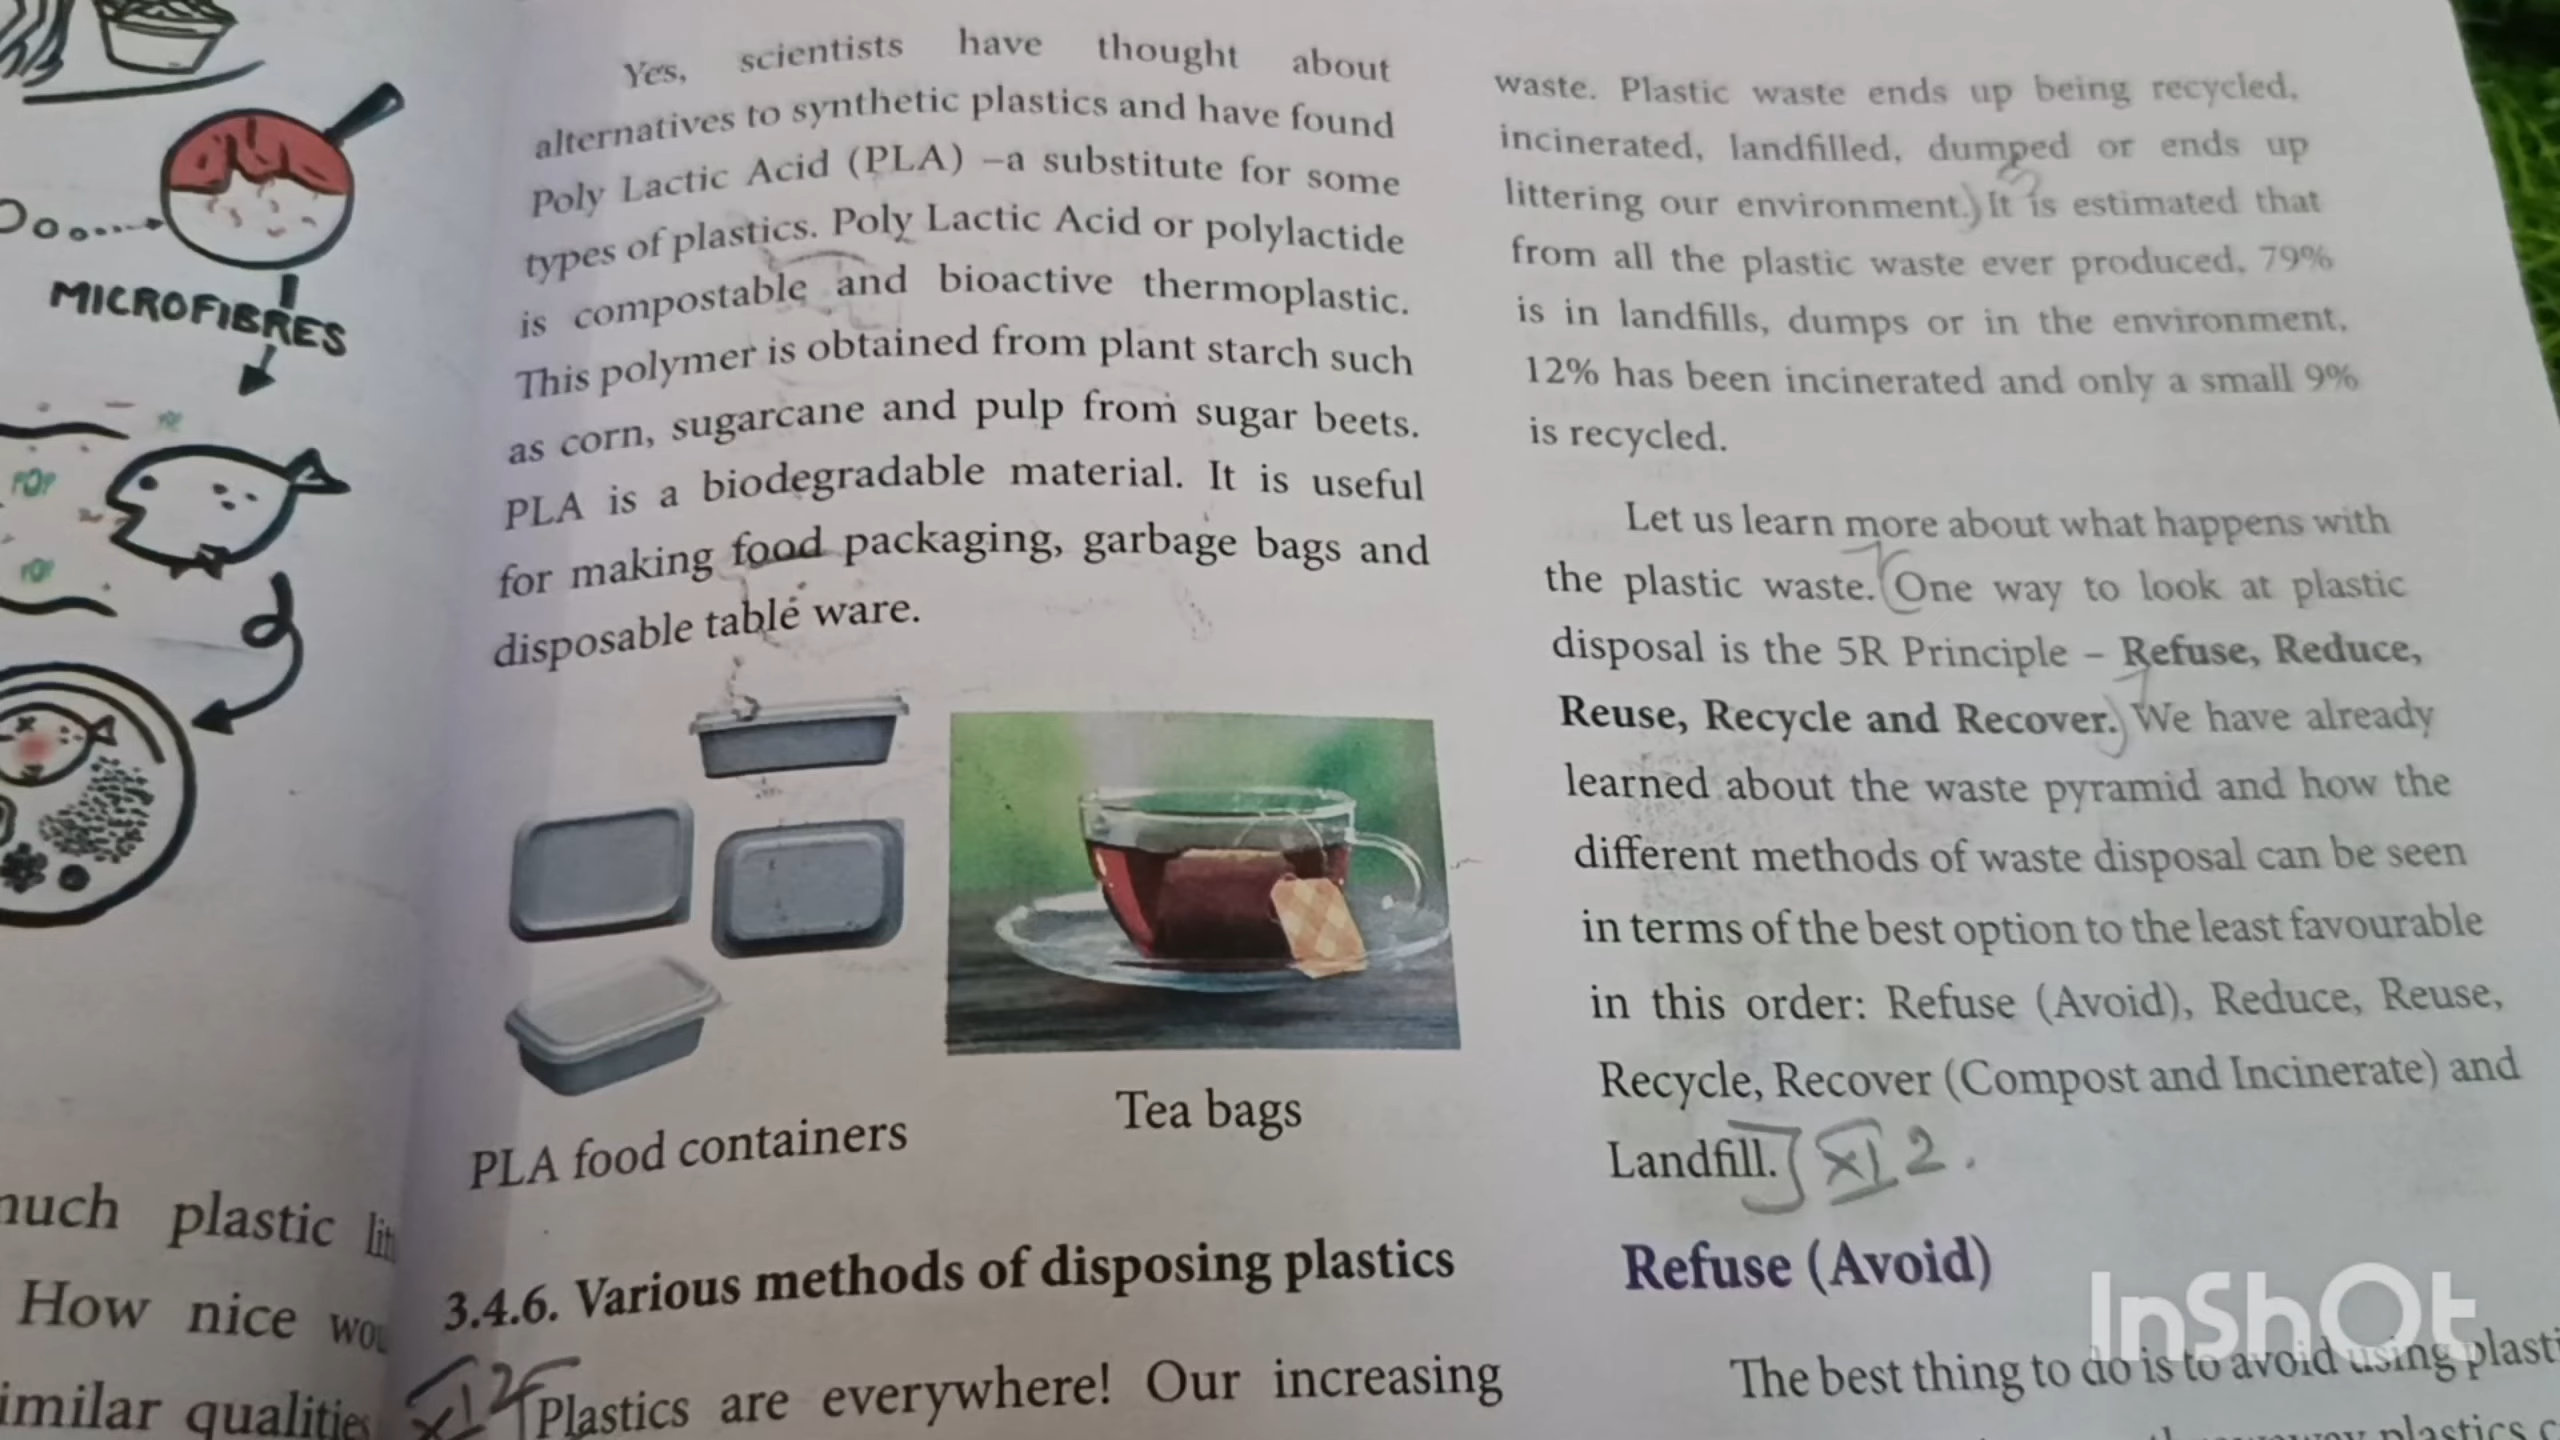 MICROFIBRES
POP
POP
much plastic
How nice
similar qualities
Yes, scientists have thought about
alternatives to synthetic plastics and have found
Poly Lactic Acid (PLA) –a substitute for some
types of plastics. Poly Lactic Acid or polylactide
is compostable and bioactive thermoplastic.
This polymer is obtained from plant starch such
as corn, sugarcane and pulp from sugar beets.
PLA is a biodegradable material. It is useful
for making food packaging, garbage bags and
disposable table ware.
PLA food containers
Tea bags
3.4.6. Various methods of disposing plastics
XI 2
Plastics are everywhere! Our increasing
waste. Plastic waste ends up being recycled,
incinerated, landfilled, dumped or ends up
littering our environment. It is estimated that
from all the plastic waste ever produced, 79%
is in landfills, dumps or in the environment,
12% has been incinerated and only a small 9%
is recycled.
Let us learn more about what happens with
the plastic waste. One way to look at plastic
disposal is the 5R Principle – Refuse, Reduce,
Reuse, Recycle and Recover. We have already
learned about the waste pyramid and how the
different methods of waste disposal can be seen
in terms of the best option to the least favourable
in this order: Refuse (Avoid), Reduce, Reuse,
Recycle, Recover (Compost and Incinerate) and
Landfill. XI 2.
Refuse (Avoid)
InShOt
The best thing to do is to avoid using plasti
plastics